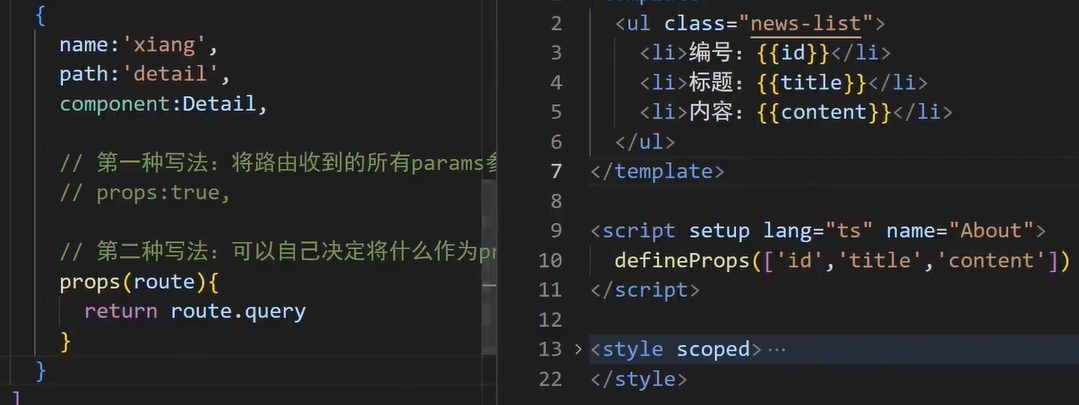 {
name:'xiang',
path:'detail',
component:Detail,
// 第一种写法：将路由收到的所有params
// props:true,
// 第二种写法：可以自己决定将什么作为
props(route){
return route.query
}
}
]
2 <ul class="news-list">
3 <li>编号：{{id}}</li>
4 <li>标题：{{title}}</li>
5 <li>内容：{{content}}</li>
6 </ul>
7 </template>
8
9 <script setup lang="ts" name="About">
10 defineProps(['id','title','content'])
11 </script>
12
13 > <style scoped> ···
22 </style>